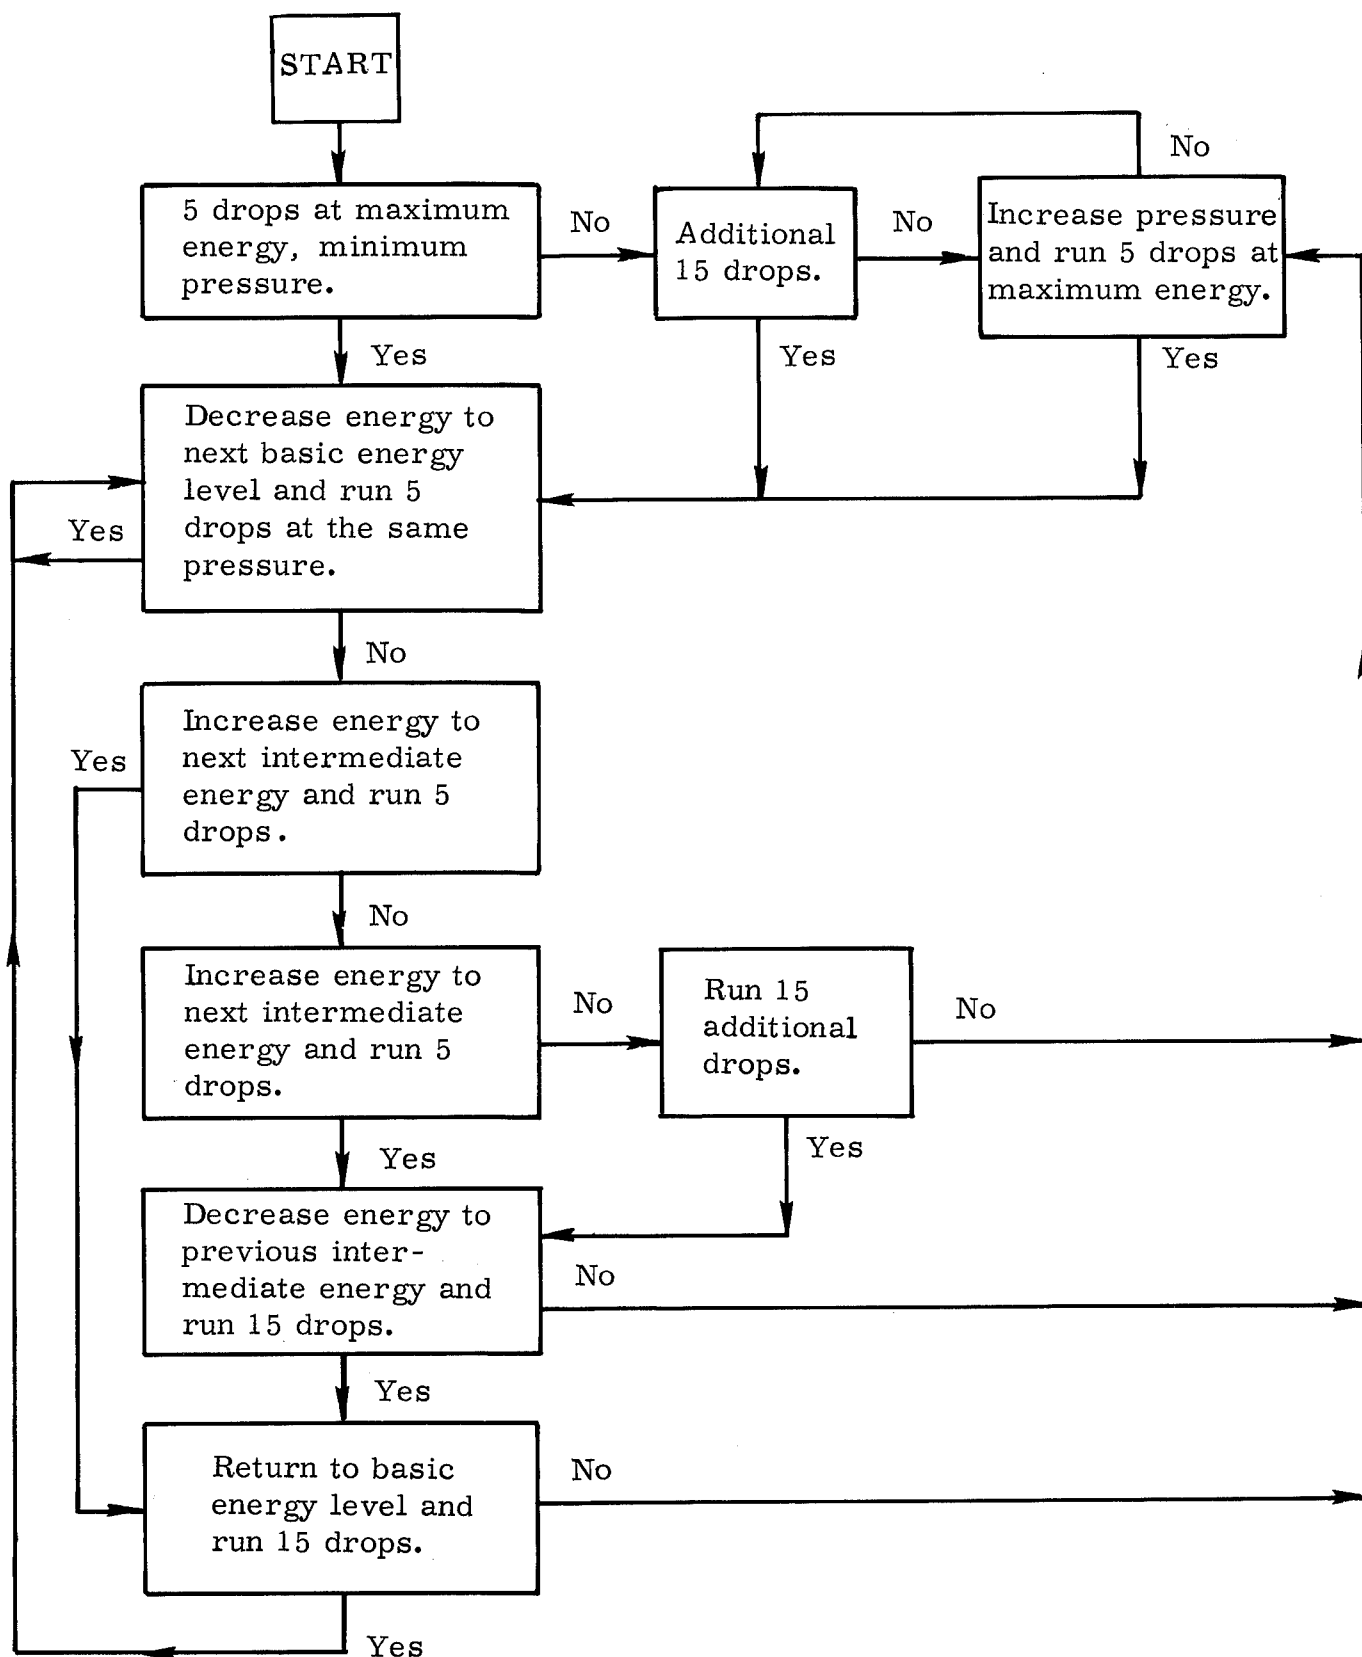 START
5 drops at maximum
energy, minimum
pressure.
No
Additional
15 drops.
No
Increase pressure
and run 5 drops at
maximum energy.
No
Yes
Yes
Yes
Decrease energy to
next basic energy
level and run 5
drops at the same
pressure.
Yes
No
Increase energy to
next intermediate
energy and run 5
drops.
Yes
No
Increase energy to
next intermediate
energy and run 5
drops.
No
Run 15
additional
drops.
No
Yes
Yes
Decrease energy to
previous inter-
mediate energy and
run 15 drops.
No
Yes
Return to basic
energy level and
run 15 drops.
No
Yes